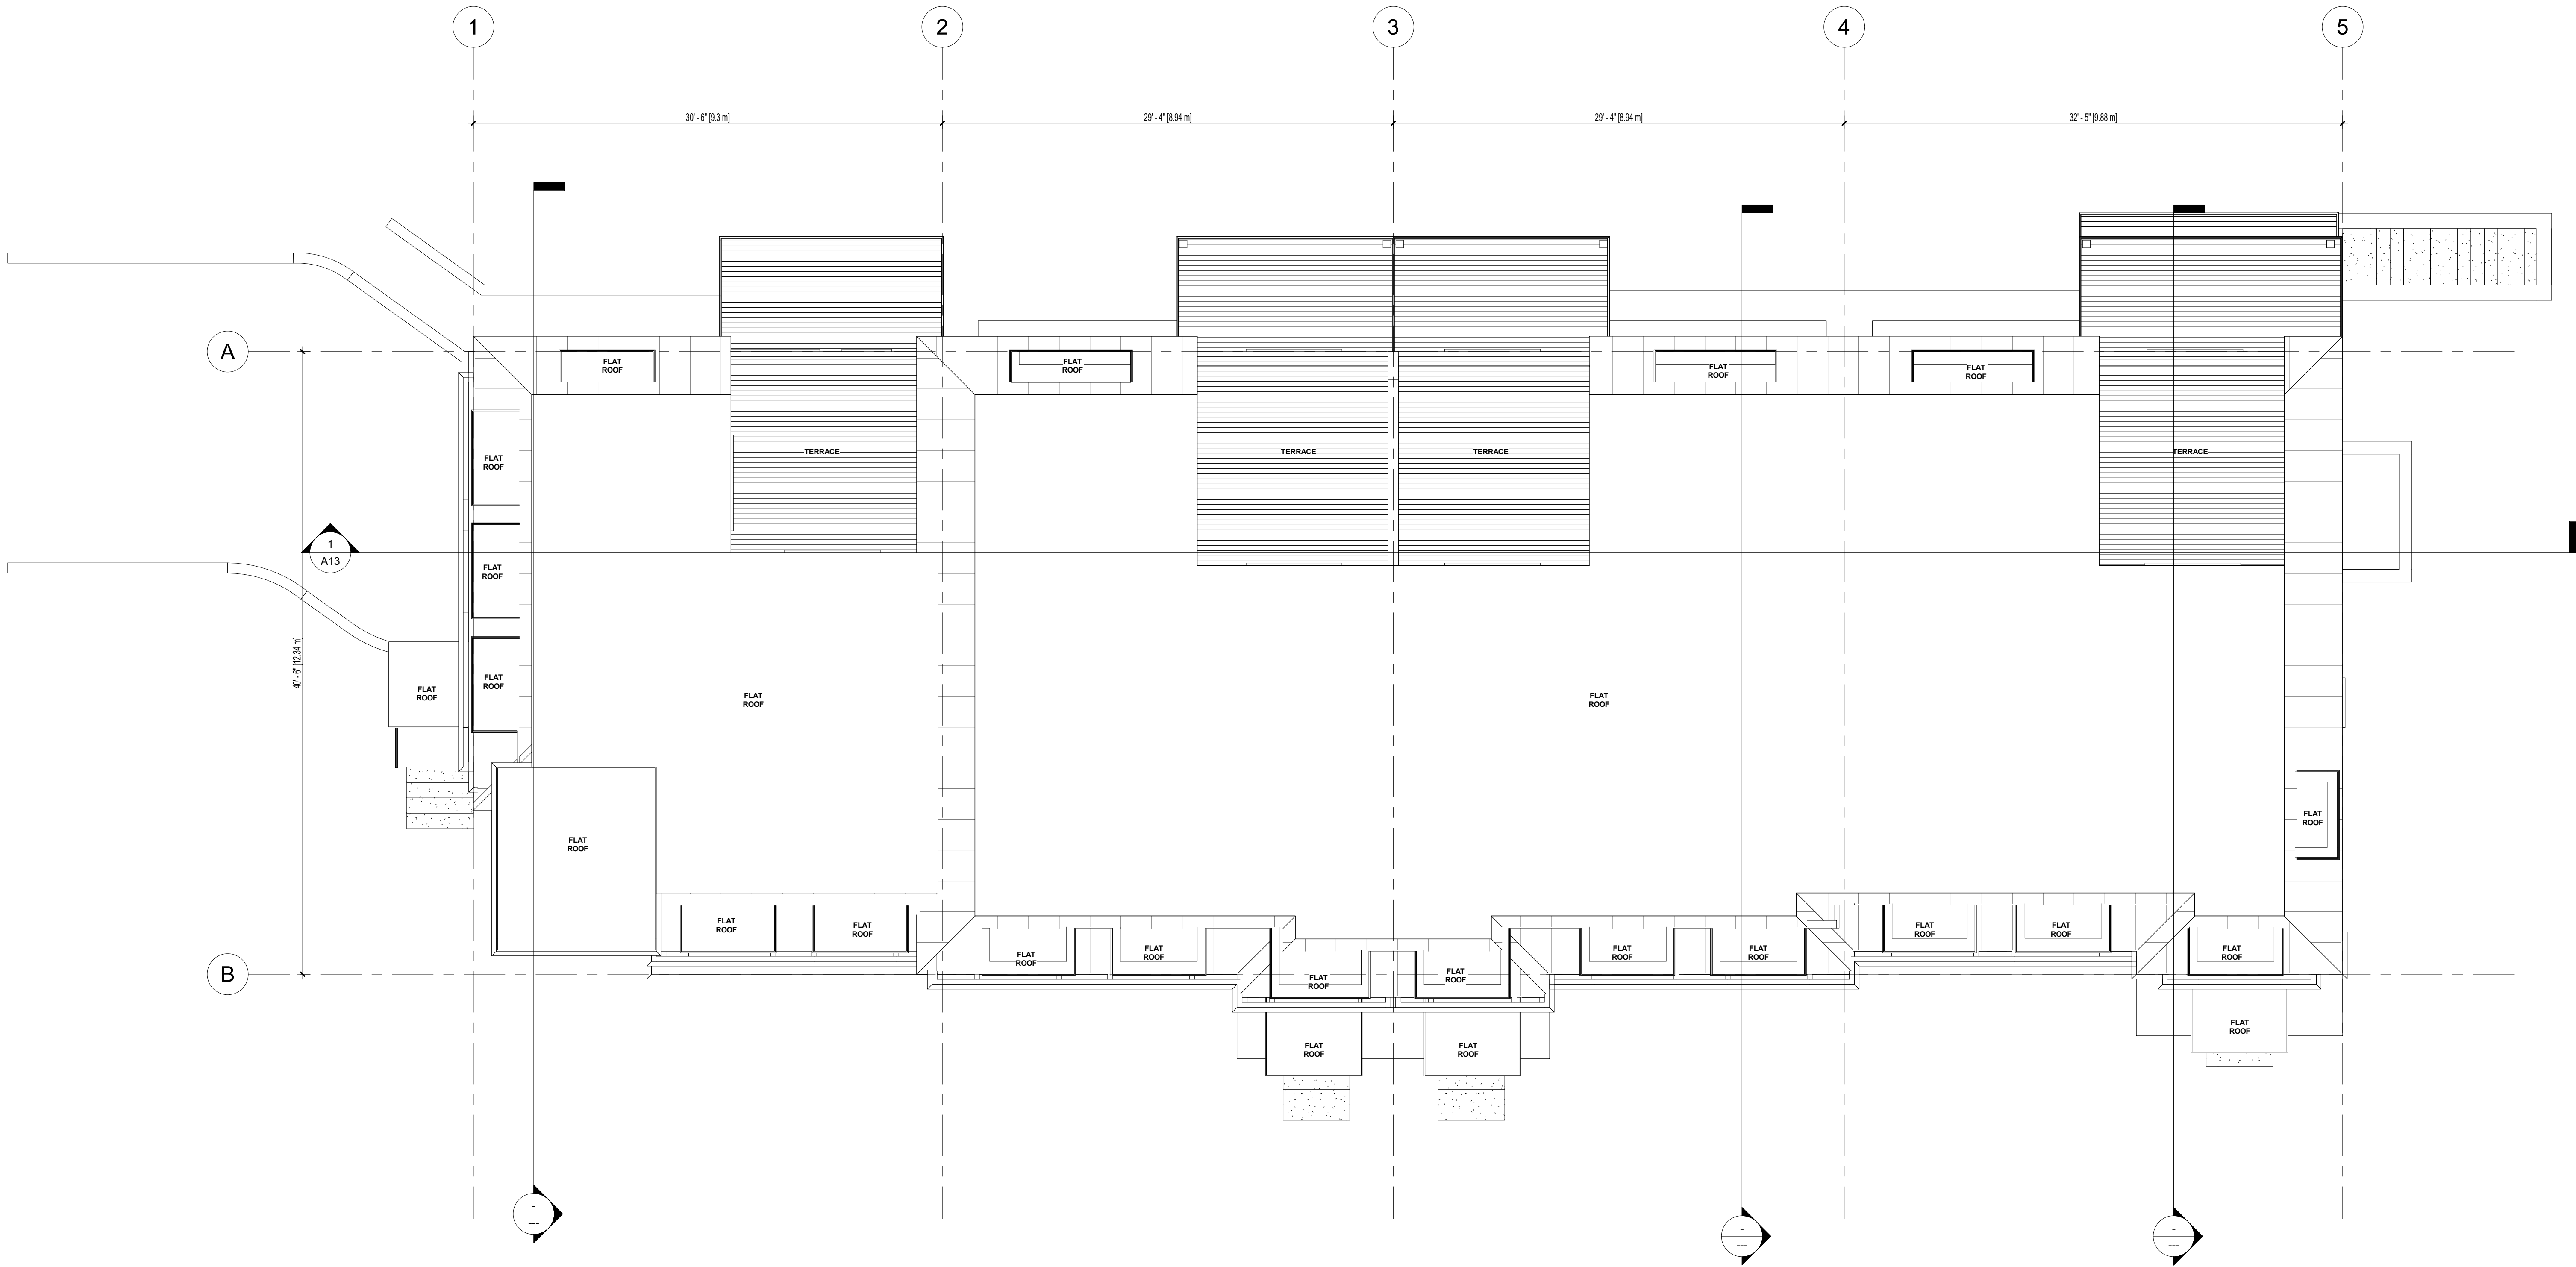 1
2
3
4
5
30' - 6" [9.3 m]
29' - 4" [8.94 m]
29' - 4" [8.94 m]
32' - 5" [9.88 m]
A
FLAT
ROOF
FLAT
ROOF
FLAT
ROOF
FLAT
ROOF
TERRACE
TERRACE
TERRACE
TERRACE
FLAT
ROOF
1
A13
FLAT
ROOF
40' - 6" [12.34 m]
FLAT
ROOF
FLAT
ROOF
FLAT
ROOF
FLAT
ROOF
FLAT
ROOF
FLAT
ROOF
FLAT
ROOF
FLAT
ROOF
B
FLAT
ROOF
FLAT
ROOF
FLAT
ROOF
FLAT
ROOF
FLAT
ROOF
FLAT
ROOF
FLAT
ROOF
FLAT
ROOF
FLAT
ROOF
FLAT
ROOF
FLAT
ROOF
FLAT
ROOF
-
---
-
---
-
---